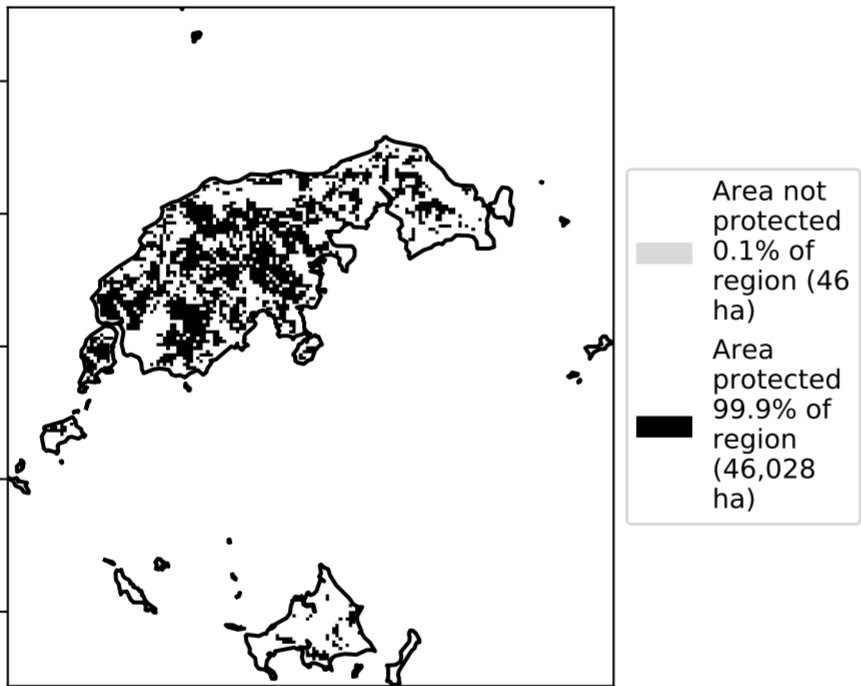 Area not
protected
0.1% of
region (46
ha)
Area
protected
99.9% of
region
(46,028
ha)